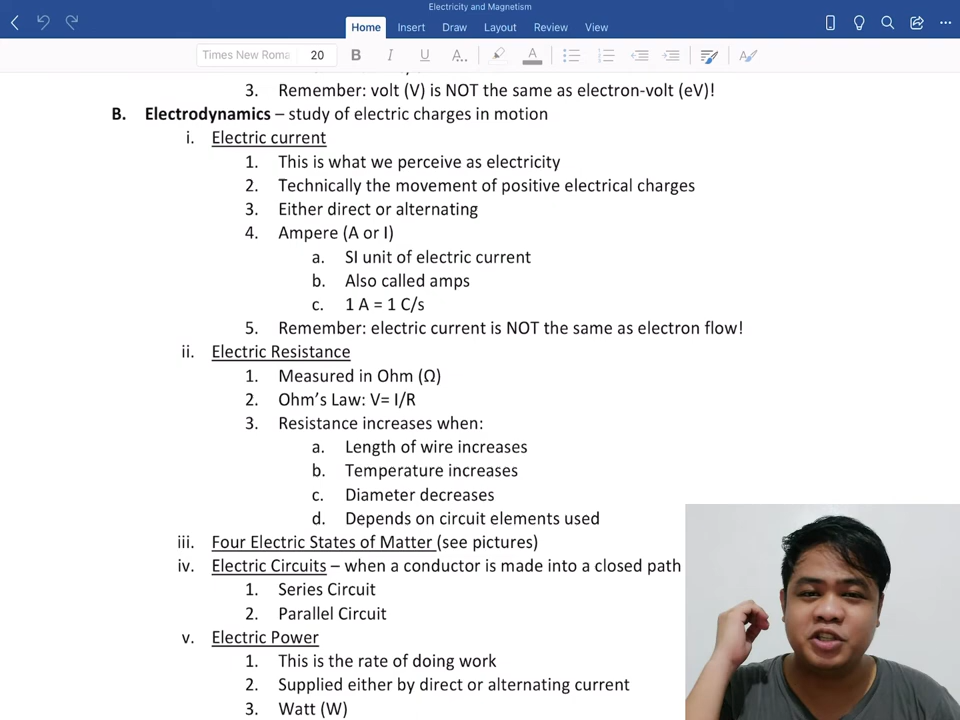 Electricity and Magnetism
Home Insert Draw Layout Review View
Times New Roma 20 B I U A... A
3. Remember: volt (V) is NOT the same as electron-volt (eV)!
B. Electrodynamics – study of electric charges in motion
i. Electric current
1. This is what we perceive as electricity
2. Technically the movement of positive electrical charges
3. Either direct or alternating
4. Ampere (A or I)
a. SI unit of electric current
b. Also called amps
c. 1 A = 1 C/s
5. Remember: electric current is NOT the same as electron flow!
ii. Electric Resistance
1. Measured in Ohm (Ω)
2. Ohm's Law: V= I/R
3. Resistance increases when:
a. Length of wire increases
b. Temperature increases
c. Diameter decreases
d. Depends on circuit elements used
iii. Four Electric States of Matter (see pictures)
iv. Electric Circuits – when a conductor is made into a closed path
1. Series Circuit
2. Parallel Circuit
v. Electric Power
1. This is the rate of doing work
2. Supplied either by direct or alternating current
3. Watt (W)